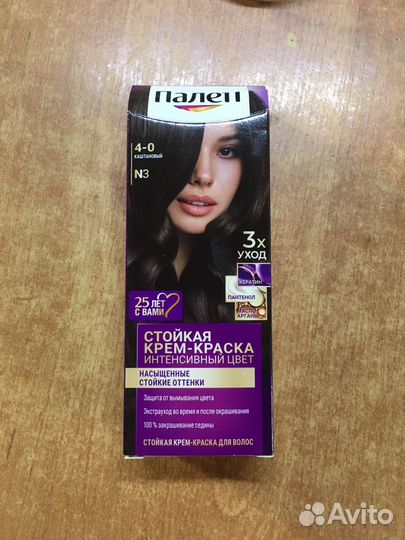 Палетт
4-0
КАШТАНОВЫЙ
N3
3х
УХОД
КЕРАТИН
ПАНТЕНОЛ
МАСЛО
АРГАНЫ
25 ЛЕТ
С ВАМИ
СТОЙКАЯ
КРЕМ-КРАСКА
ИНТЕНСИВНЫЙ ЦВЕТ
НАСЫЩЕННЫЕ
СТОЙКИЕ ОТТЕНКИ
Защита от вымывания цвета
Экстрауход во время и после окрашивания
100 % закрашивание седины
СТОЙКАЯ КРЕМ-КРАСКА ДЛЯ ВОЛОС
Avito